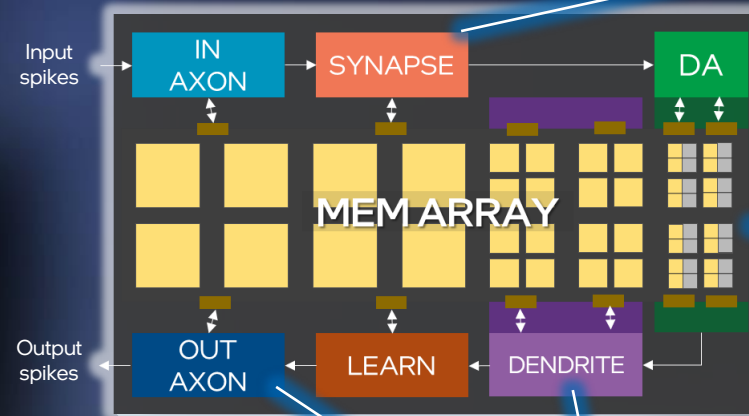 Input
spikes
IN
AXON
SYNAPSE
DA
MEM ARRAY
Output
spikes
OUT
AXON
LEARN
DENDRITE